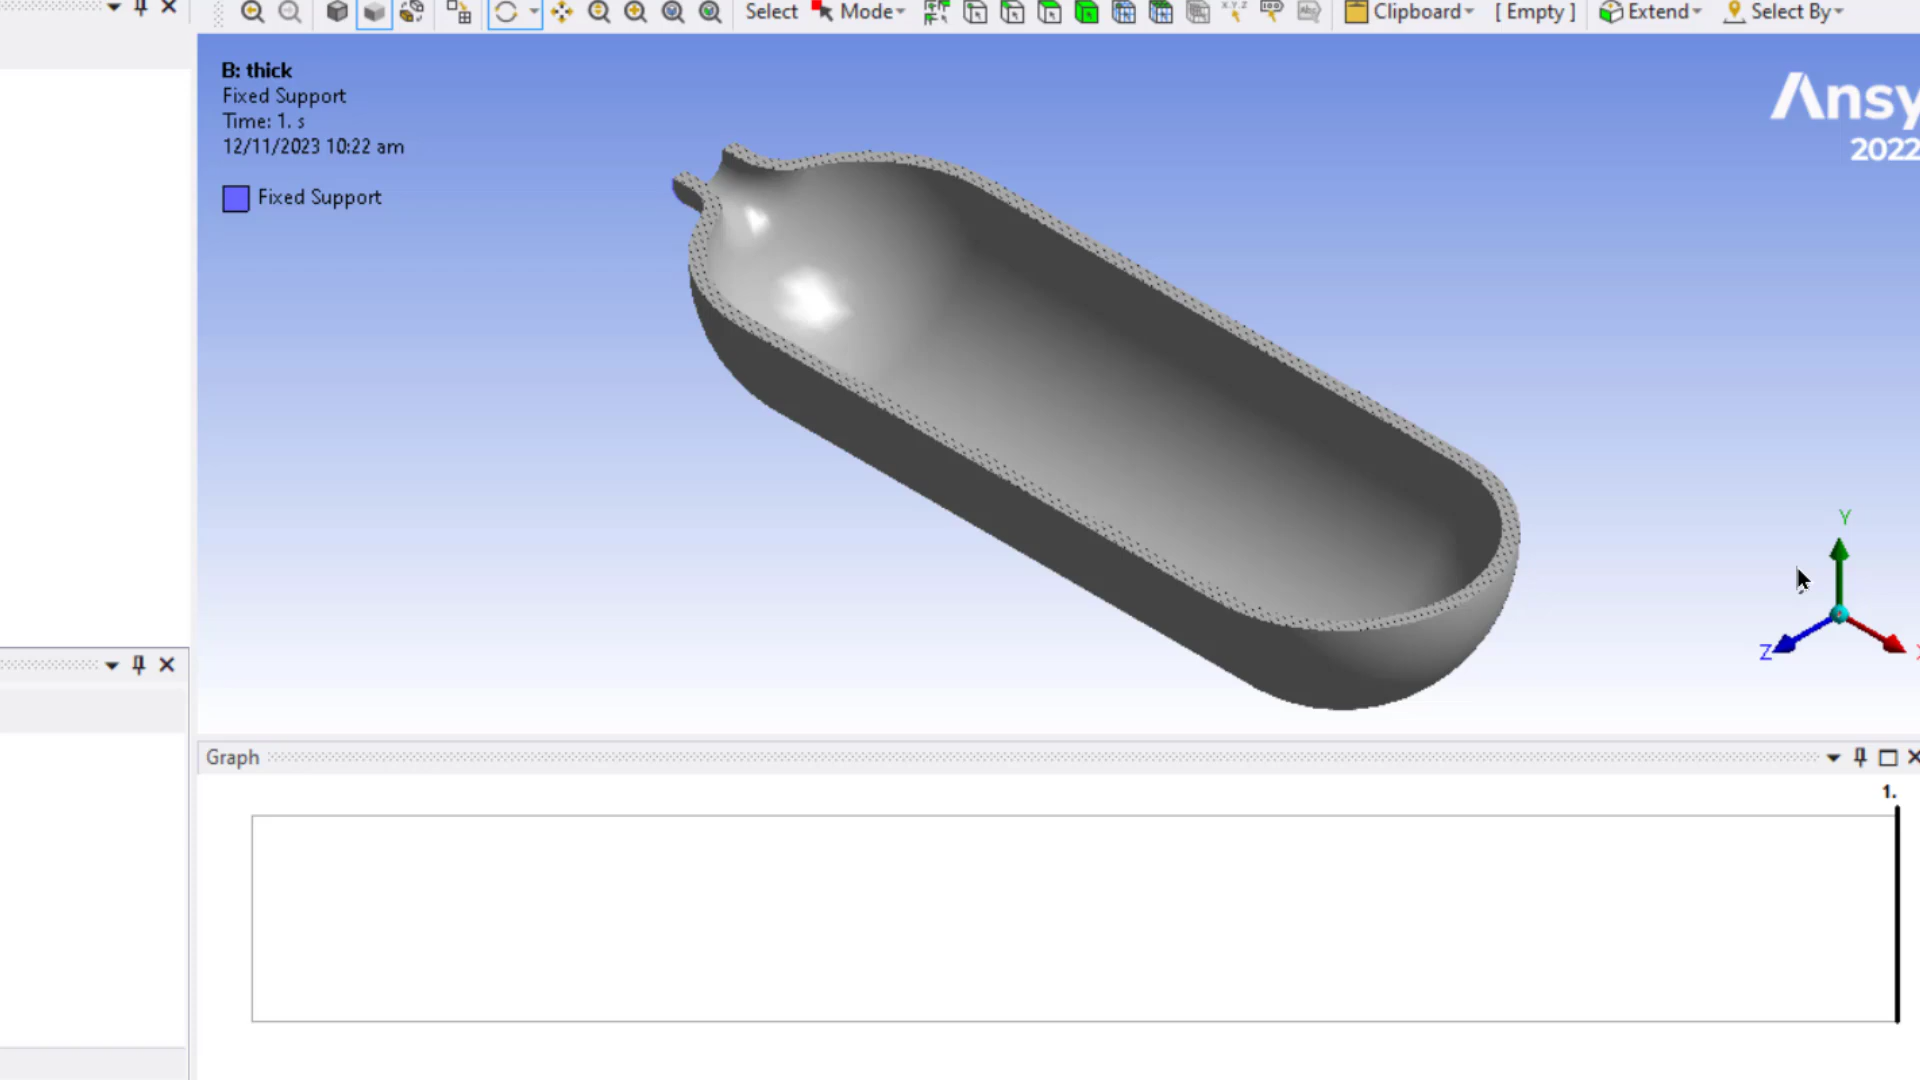 Select Mode Clipboard [ Empty ] Extend Select By
B: thick
Fixed Support
Time: 1. s
12/11/2023 10:22 am
Fixed Support
Ansy
2022
Y
Z
Graph
1.